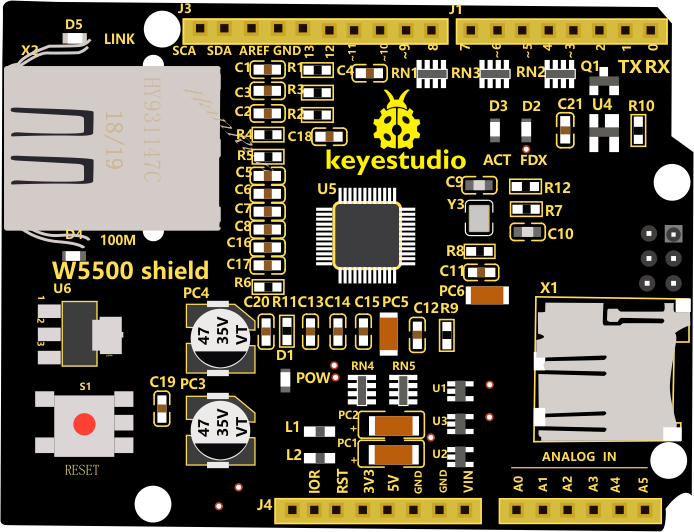 J3
J1
D5
LINK
X2
SCA SDA AREF GND 13 12 ~11 ~10 ~9 8
7 ~6 ~5 4 ~3 2 1 0
C1 R1 C4 RN1 RN3 RN2 Q1 TX RX
C3 R3
C2 R2
R4 C18
R5
HY931147C
18/19
D3 D2 C21 U4 R10
ACT FDX
keyestudio
C5
C6
C7
C8
C16
C17
R6
U5
C9 R12
Y3 R7
C10
R8
C11
PC6
D4
100M
W5500 shield
U6
1
2
3
PC4
47
35V
VT
C20 R11 C13 C14 C15 PC5 C12 R9
X1
D1
POW
RN4 RN5
S1
RESET
C19
PC3
47
35V
VT
U1
U3
U2
PC2
+
PC1
+
L1
L2
ANALOG IN
IOR RST 3V3 5V GND GND VIN
A0 A1 A2 A3 A4 A5
J4